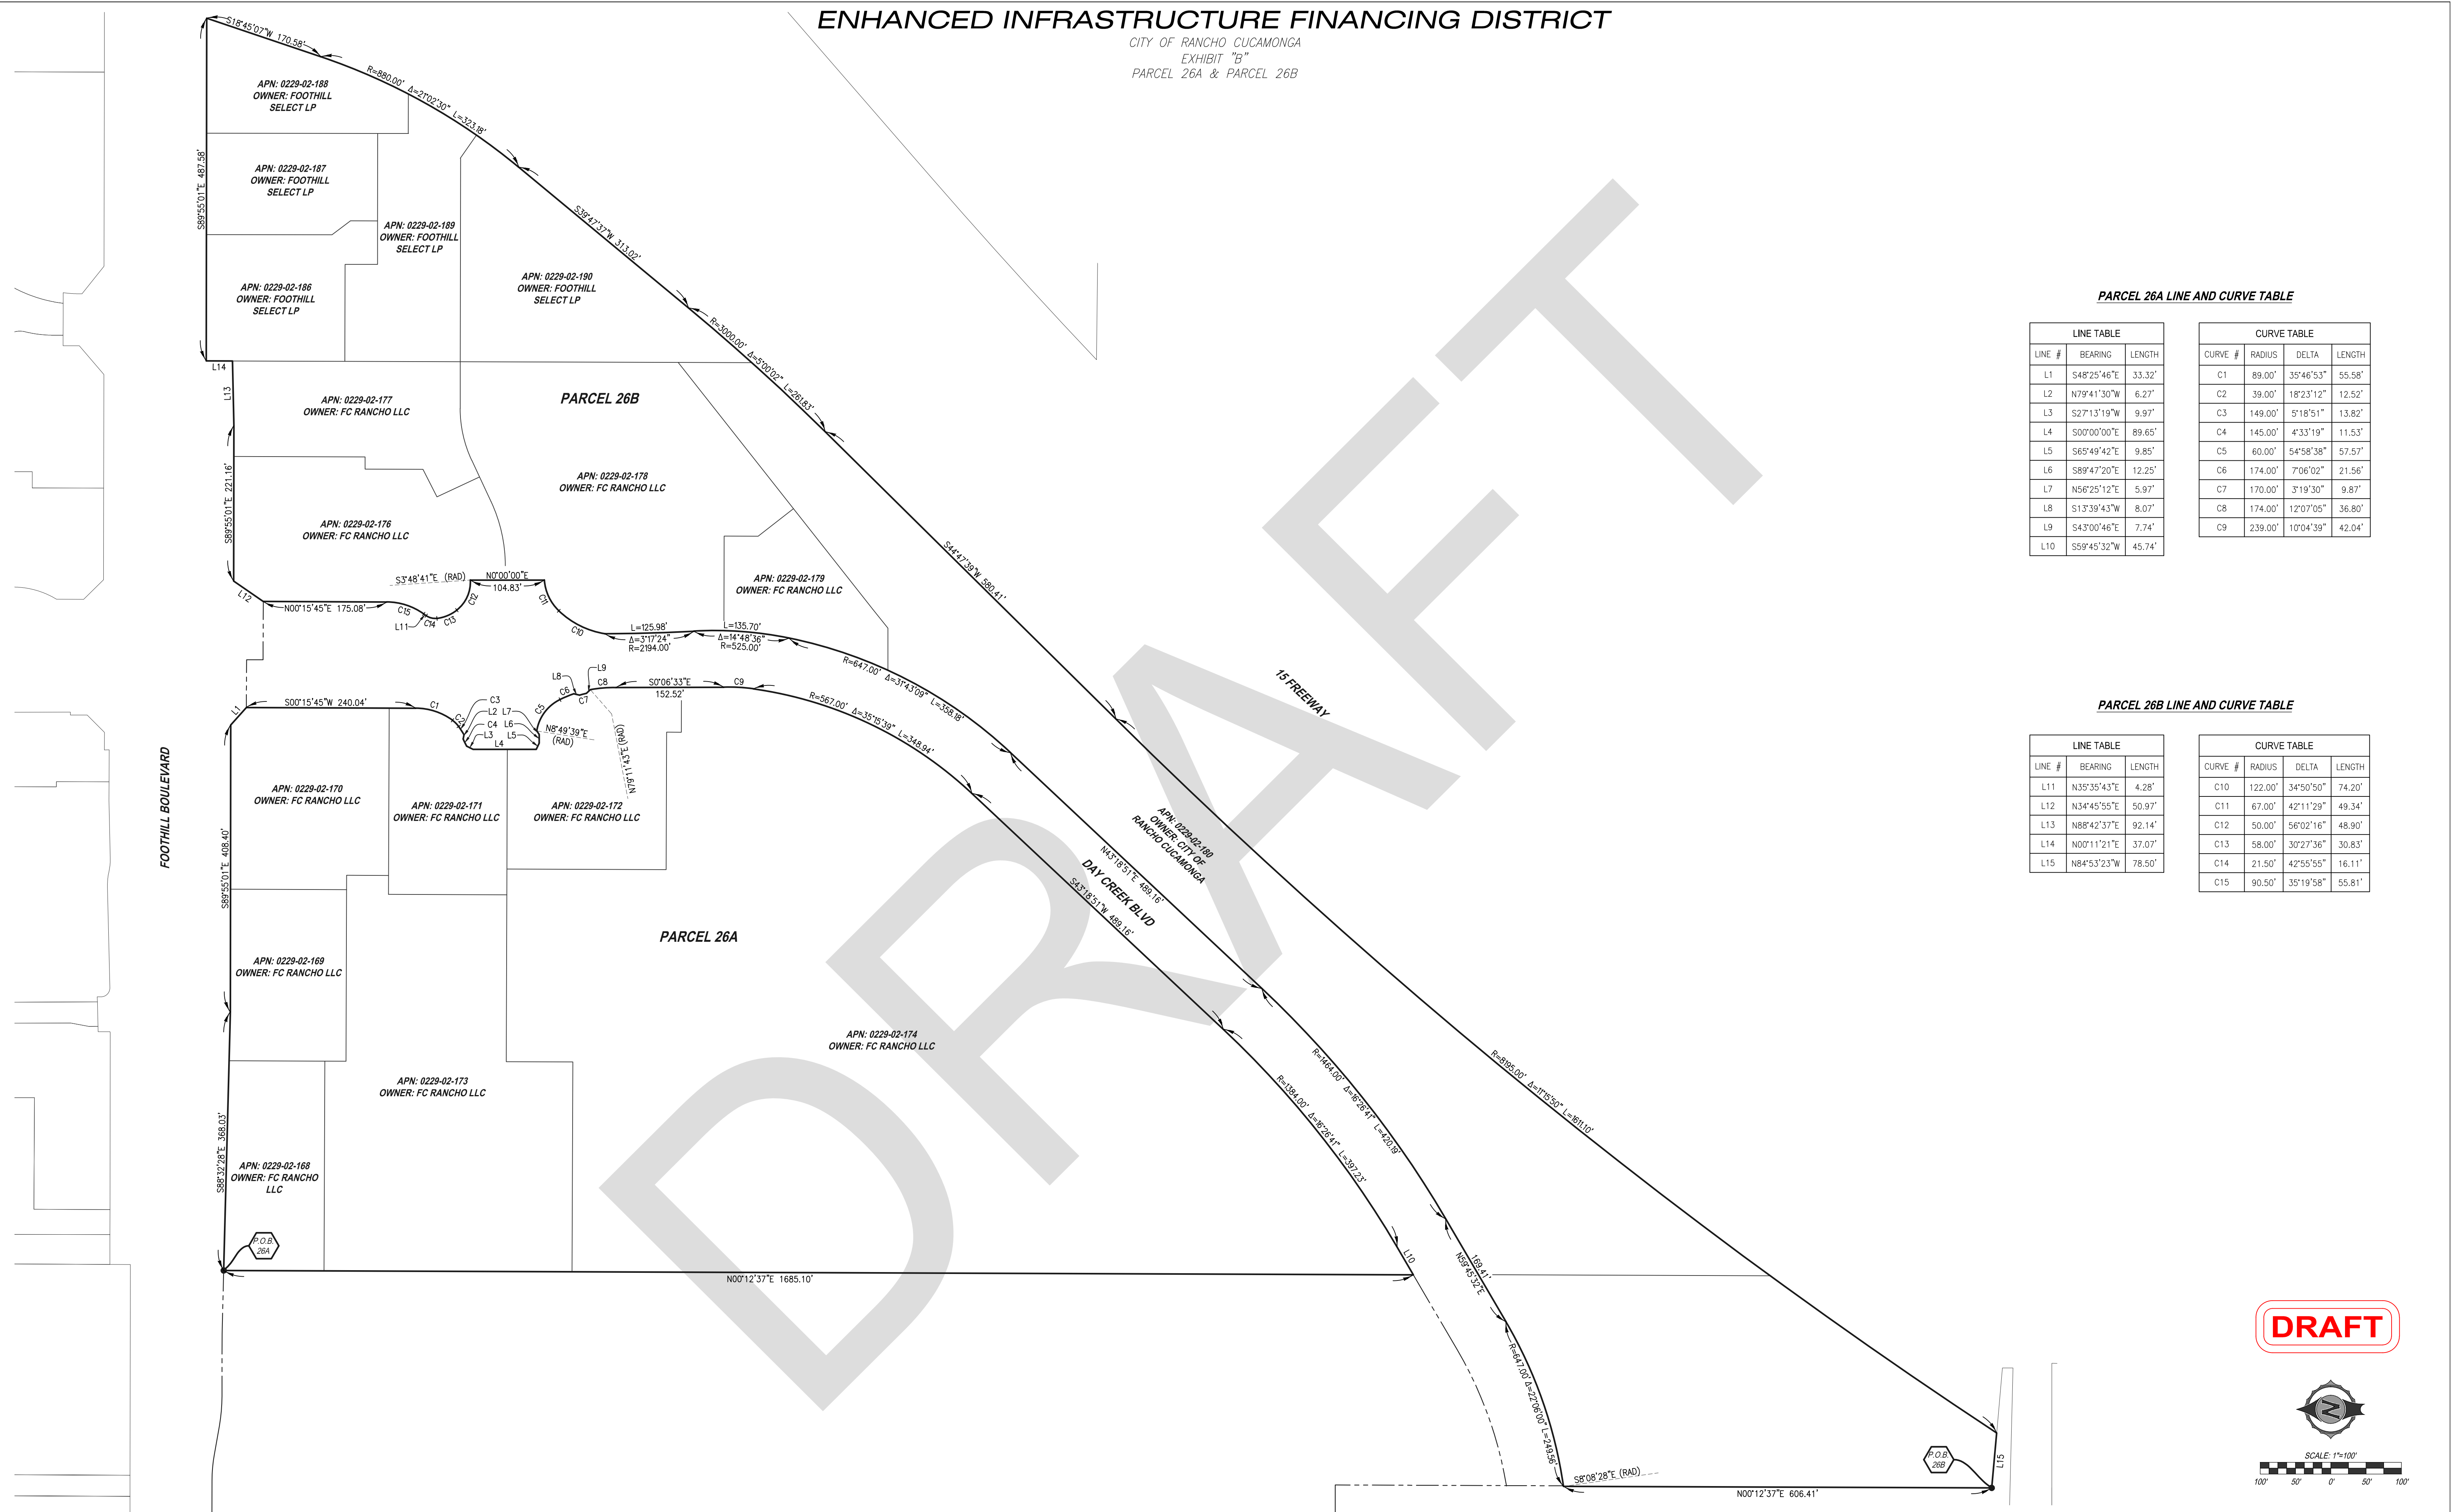 ENHANCED INFRASTRUCTURE FINANCING DISTRICT
CITY OF RANCHO CUCAMONGA
EXHIBIT "B"
PARCEL 26A & PARCEL 26B
S18°45'07"W 170.58'
R=880.00' Δ=21°02'30" L=323.18'
APN: 0229-02-188
OWNER: FOOTHILL
SELECT LP
S89°55'01"E 487.58'
APN: 0229-02-187
OWNER: FOOTHILL
SELECT LP
APN: 0229-02-189
OWNER: FOOTHILL
SELECT LP
S39°47'37"W 313.02'
APN: 0229-02-186
OWNER: FOOTHILL
SELECT LP
APN: 0229-02-190
OWNER: FOOTHILL
SELECT LP
R=3000.00' Δ=5°00'02" L=261.83'
L14
L13
APN: 0229-02-177
OWNER: FC RANCHO LLC
PARCEL 26B
S89°55'01"E 221.16'
APN: 0229-02-178
OWNER: FC RANCHO LLC
APN: 0229-02-176
OWNER: FC RANCHO LLC
S44°47'39"W 580.41'
S3°48'41"E (RAD)
N0°00'00"E
104.83'
APN: 0229-02-179
OWNER: FC RANCHO LLC
L12
N00°15'45"E 175.08'
C15
L11
C14
C13
C12
C11
C10
L=125.98'
Δ=3°17'24"
R=2194.00'
L=135.70'
Δ=14°48'36"
R=525.00'
R=647.00' Δ=31°43'09" L=358.18'
L9
L8
C8
C6
C7
S0°06'33"E
152.52'
C9
R=567.00' Δ=35°15'39" L=348.94'
15 FREEWAY
L1
S00°15'45"W 240.04'
C1
C2
C3
L2
L7
C4
L6
L3
L5
L4
C5
N8°49'39"E
(RAD)
N79°11'43"E (RAD)
FOOTHILL BOULEVARD
S89°55'01"E 408.40'
APN: 0229-02-170
OWNER: FC RANCHO LLC
APN: 0229-02-171
OWNER: FC RANCHO LLC
APN: 0229-02-172
OWNER: FC RANCHO LLC
APN: 0229-02-180
OWNER: CITY OF
RANCHO CUCAMONGA
N43°18'51"E 489.16'
DAY CREEK BLVD
S43°18'51"W 489.16'
PARCEL 26A
APN: 0229-02-169
OWNER: FC RANCHO LLC
APN: 0229-02-174
OWNER: FC RANCHO LLC
APN: 0229-02-173
OWNER: FC RANCHO LLC
S88°32'28"E 368.03'
APN: 0229-02-168
OWNER: FC RANCHO
LLC
P.O.B.
26A
N00°12'37"E 1685.10'
R=1464.00' Δ=16°26'41" L=420.19'
R=1384.00' Δ=16°26'41" L=397.23'
R=8195.00' Δ=11°15'50" L=1611.10'
L10
169.41'
N59°45'32"E
R=647.00' Δ=22°06'00" L=249.56'
S8°08'28"E (RAD)
N00°12'37"E 606.41'
P.O.B.
26B
L15
DRAFT
PARCEL 26A LINE AND CURVE TABLE
LINE TABLE
LINE # BEARING LENGTH
L1 S48°25'46"E 33.32'
L2 N79°41'30"W 6.27'
L3 S27°13'19"W 9.97'
L4 S00°00'00"E 89.65'
L5 S65°49'42"E 9.85'
L6 S89°47'20"E 12.25'
L7 N56°25'12"E 5.97'
L8 S13°39'43"W 8.07'
L9 S43°00'46"E 7.74'
L10 S59°45'32"W 45.74'
CURVE TABLE
CURVE # RADIUS DELTA LENGTH
C1 89.00' 35°46'53" 55.58'
C2 39.00' 18°23'12" 12.52'
C3 149.00' 5°18'51" 13.82'
C4 145.00' 4°33'19" 11.53'
C5 60.00' 54°58'38" 57.57'
C6 174.00' 7°06'02" 21.56'
C7 170.00' 3°19'30" 9.87'
C8 174.00' 12°07'05" 36.80'
C9 239.00' 10°04'39" 42.04'
PARCEL 26B LINE AND CURVE TABLE
LINE TABLE
LINE # BEARING LENGTH
L11 N35°35'43"E 4.28'
L12 N34°45'55"E 50.97'
L13 N88°42'37"E 92.14'
L14 N00°11'21"E 37.07'
L15 N84°53'23"W 78.50'
CURVE TABLE
CURVE # RADIUS DELTA LENGTH
C10 122.00' 34°50'50" 74.20'
C11 67.00' 42°11'29" 49.34'
C12 50.00' 56°02'16" 48.90'
C13 58.00' 30°27'36" 30.83'
C14 21.50' 42°55'55" 16.11'
C15 90.50' 35°19'58" 55.81'
DRAFT
N
SCALE: 1"=100'
100' 50' 0' 50' 100'